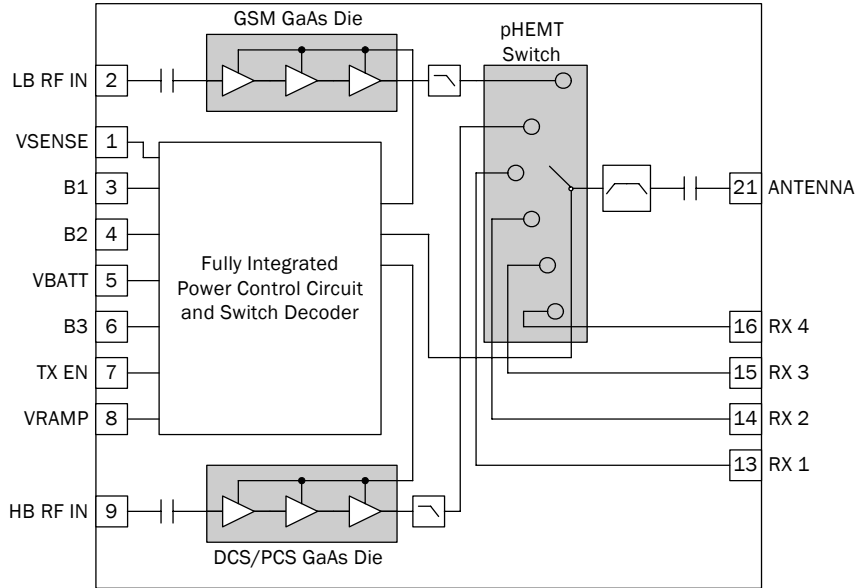 GSM GaAs Die
pHEMT
Switch
LB RF IN 2
VSENSE 1
B1 3
B2 4
VBATT 5
B3 6
TX EN 7
VRAMP 8
HB RF IN 9
Fully Integrated
Power Control Circuit
and Switch Decoder
21 ANTENNA
16 RX 4
15 RX 3
14 RX 2
13 RX 1
DCS/PCS GaAs Die